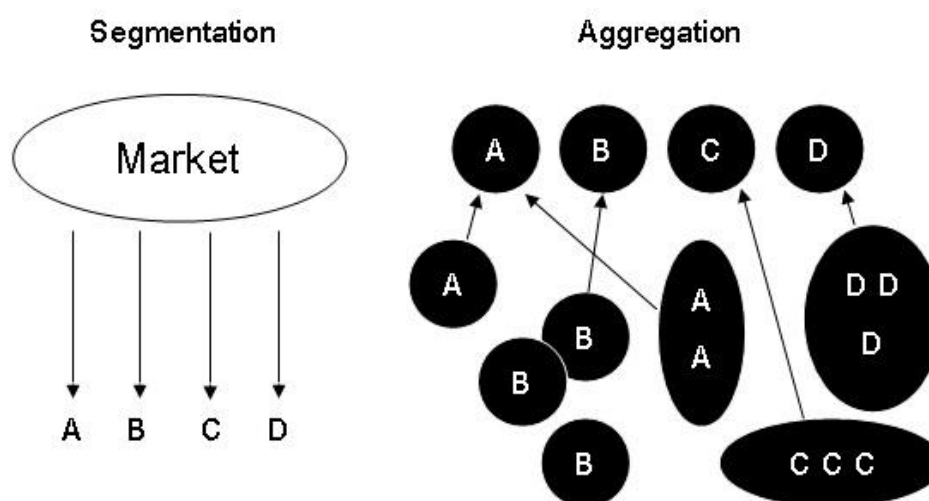 Segmentation
Aggregation
Market
A B C D
A B C D
A
B
B
B
A
A
D D
D
C C C